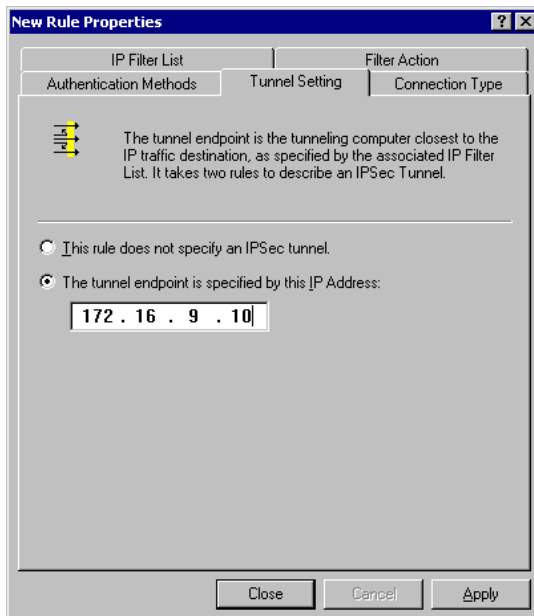 New Rule Properties
IP Filter List
Filter Action
Authentication Methods
Tunnel Setting
Connection Type
The tunnel endpoint is the tunneling computer closest to the
IP traffic destination, as specified by the associated IP Filter
List. It takes two rules to describe an IPSec Tunnel.
This rule does not specify an IPSec tunnel.
The tunnel endpoint is specified by this IP Address:
172 . 16 . 9 . 10
Close
Cancel
Apply